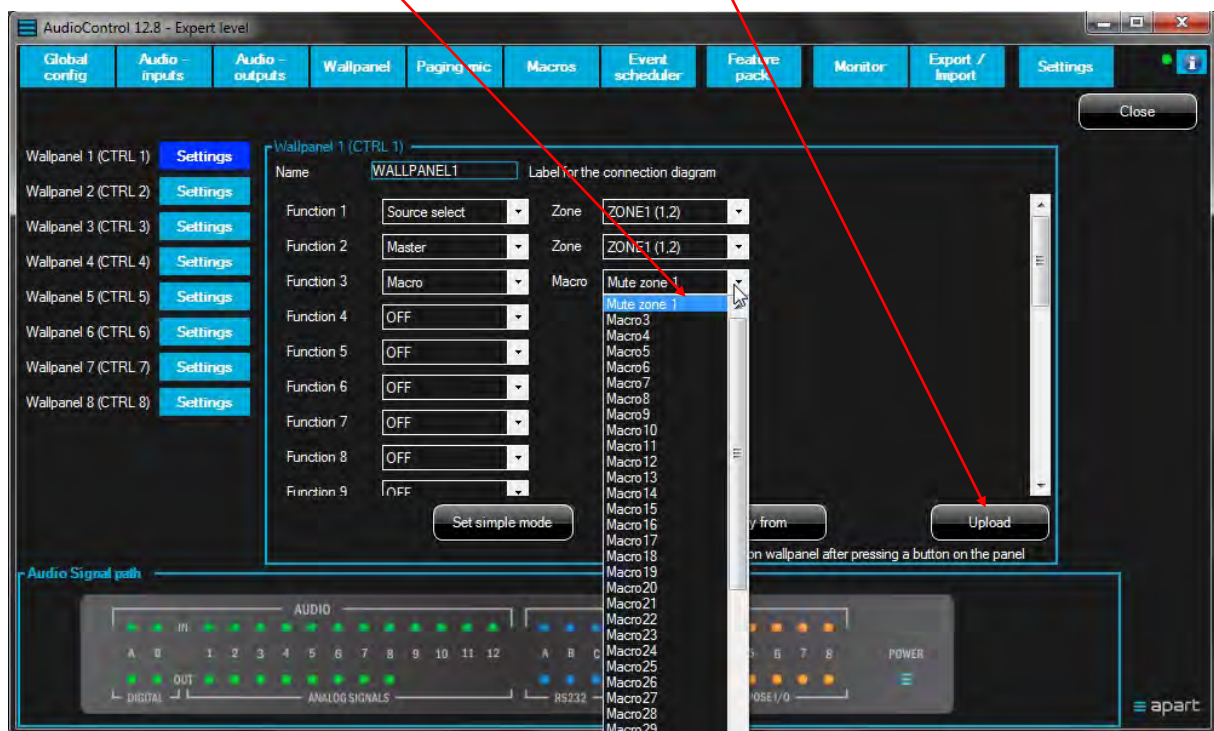 AudioControl 12.8 - Expert level
Global config
Audio - inputs
Audio - outputs
Wallpanel
Paging mic
Macros
Event scheduler
Feature pack
Monitor
Export / Import
Settings
Close
Wallpanel 1 (CTRL 1) Settings
Wallpanel 2 (CTRL 2) Settings
Wallpanel 3 (CTRL 3) Settings
Wallpanel 4 (CTRL 4) Settings
Wallpanel 5 (CTRL 5) Settings
Wallpanel 6 (CTRL 6) Settings
Wallpanel 7 (CTRL 7) Settings
Wallpanel 8 (CTRL 8) Settings
Wallpanel 1 (CTRL 1)
Name WALLPANEL1 Label for the connection diagram
Function 1 Source select Zone ZONE1 (1,2)
Function 2 Master Zone ZONE1 (1,2)
Function 3 Macro Macro Mute zone 1
Function 4 OFF
Function 5 OFF
Function 6 OFF
Function 7 OFF
Function 8 OFF
Function 9 OFF
Mute zone 1
Macro3
Macro4
Macro5
Macro6
Macro7
Macro8
Macro9
Macro10
Macro11
Macro12
Macro13
Macro14
Macro15
Macro16
Macro17
Macro18
Macro19
Macro20
Macro21
Macro22
Macro23
Macro24
Macro25
Macro26
Macro27
Macro28
Macro29
Set simple mode
y from
Upload
on wallpanel after pressing a button on the panel
Audio Signal path
AUDIO
IN
A B 1 2 3 4 5 6 7 8 9 10 11 12 A B C 5 6 7 8 POWER
OUT
DIGITAL ANALOG SIGNALS RS232 POSE I/O
apart